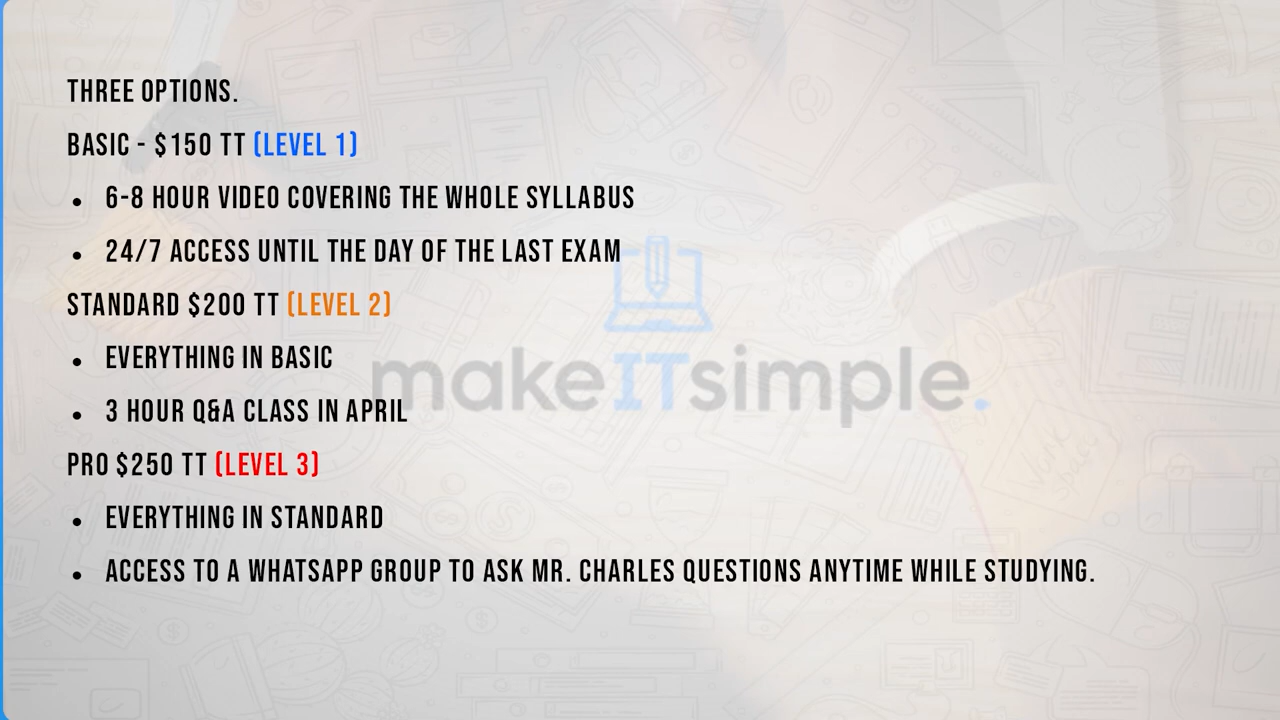 THREE OPTIONS.
BASIC - $150 TT (LEVEL 1)
• 6-8 HOUR VIDEO COVERING THE WHOLE SYLLABUS
• 24/7 ACCESS UNTIL THE DAY OF THE LAST EXAM
STANDARD $200 TT (LEVEL 2)
• EVERYTHING IN BASIC
makeITsimple.
• 3 HOUR Q&A CLASS IN APRIL
PRO $250 TT (LEVEL 3)
• EVERYTHING IN STANDARD
• ACCESS TO A WHATSAPP GROUP TO ASK MR. CHARLES QUESTIONS ANYTIME WHILE STUDYING.